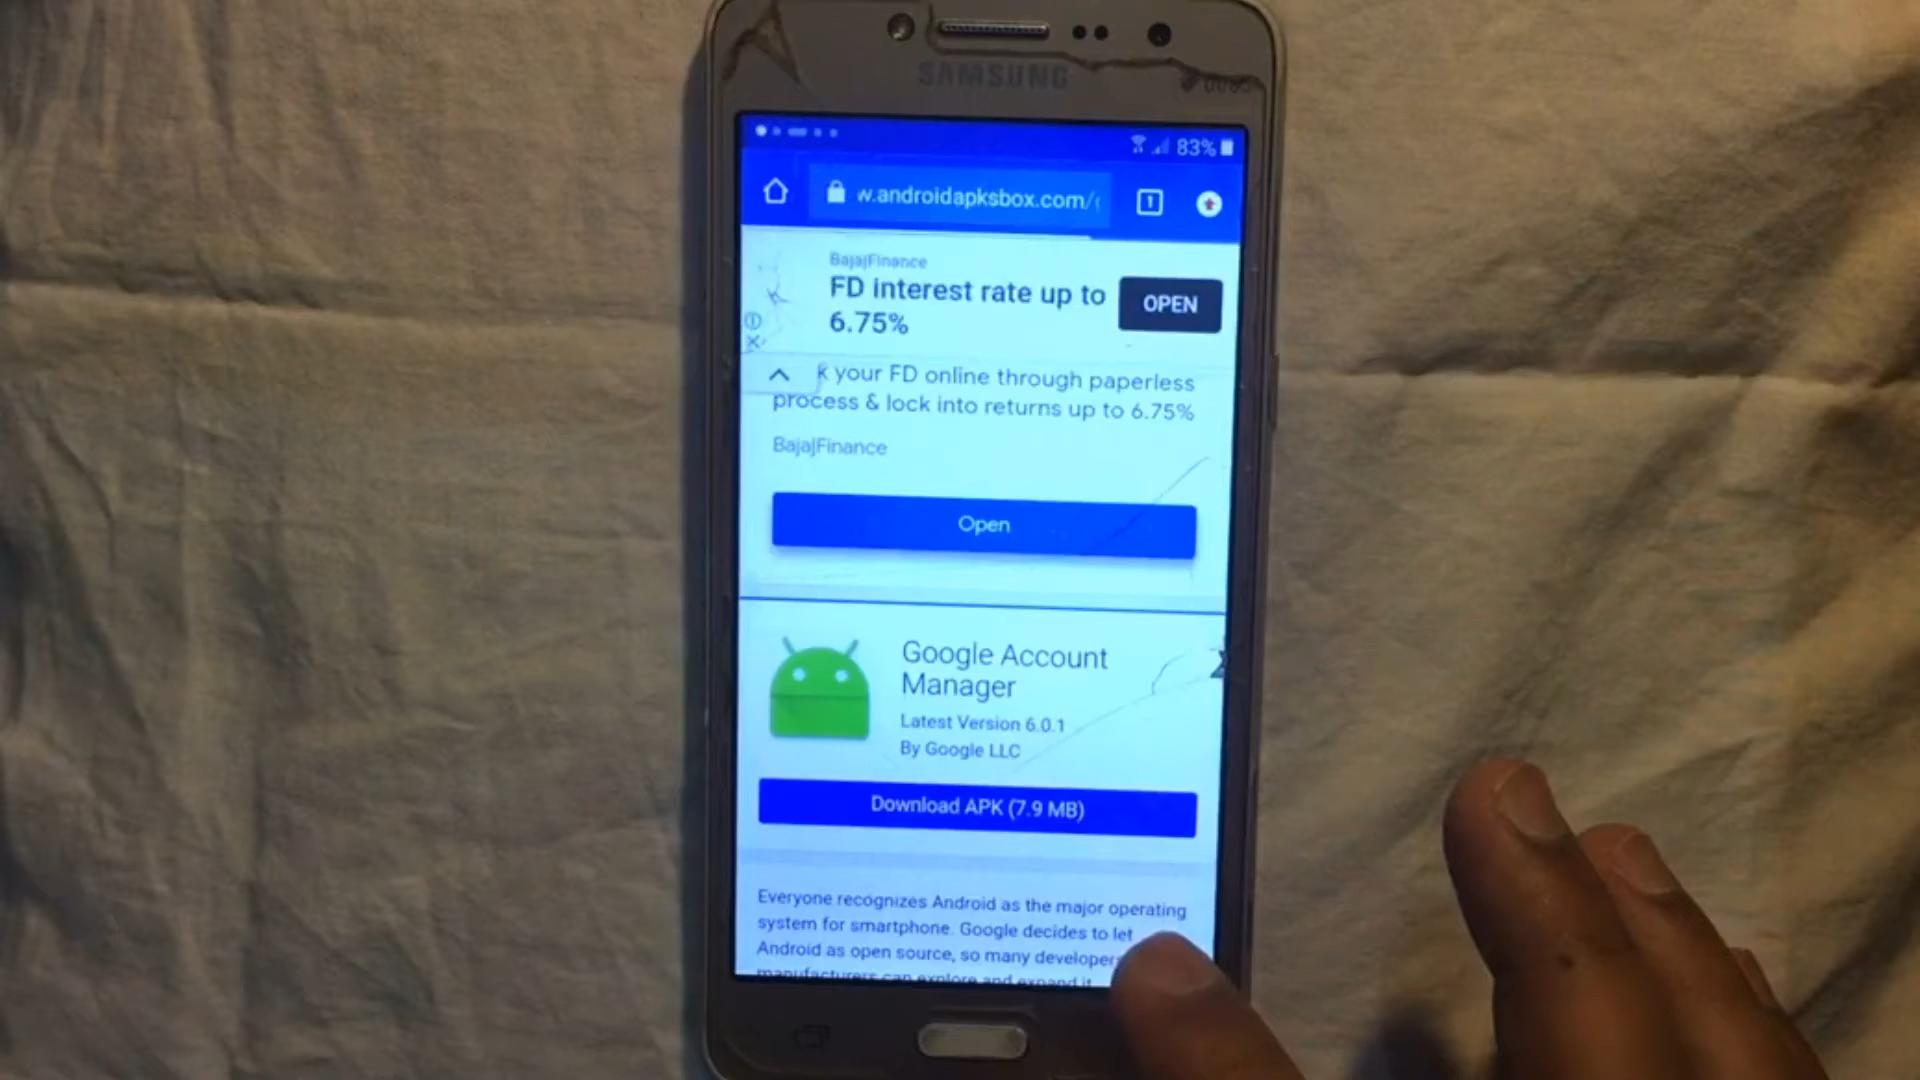 SAMSUNG
83%
w.androidapksbox.com/
1
BajajFinance
FD interest rate up to
6.75%
OPEN
k your FD online through paperless
process & lock into returns up to 6.75%
BajajFinance
Open
Google Account
Manager
Latest Version 6.0.1
By Google LLC
Download APK (7.9 MB)
Everyone recognizes Android as the major operating
system for smartphone. Google decides to let
Android as open source, so many developers
manufacturers can explore and expand it